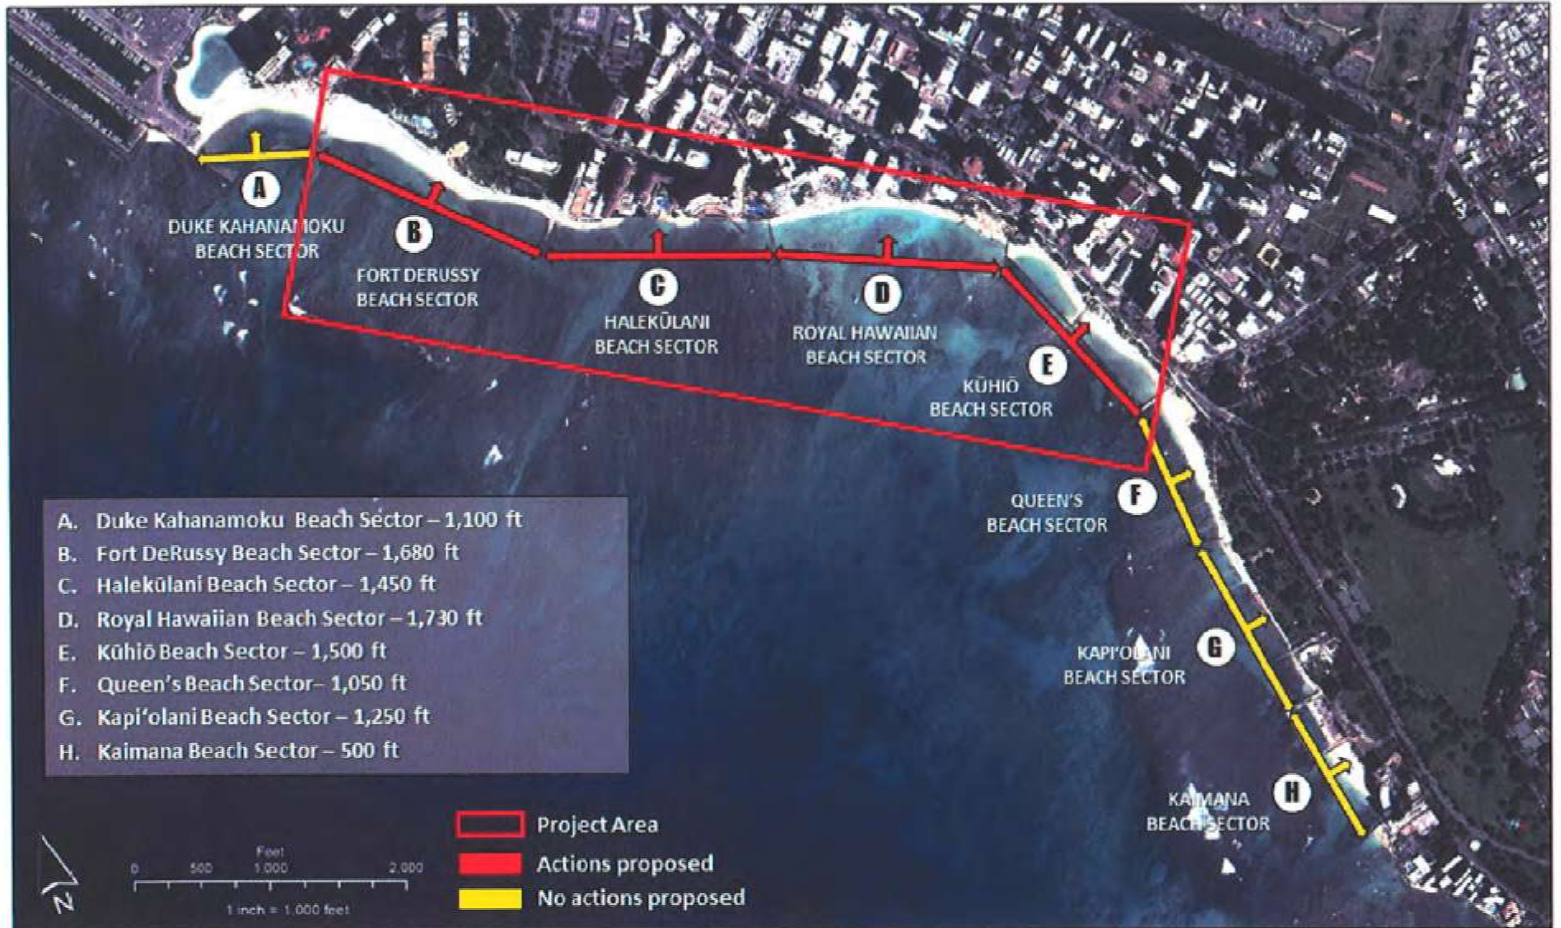 A
DUKE KAHANAMOKU
BEACH SECTOR
B
FORT DERUSSY
BEACH SECTOR
C
HALEKŪLANI
BEACH SECTOR
D
ROYAL HAWAIIAN
BEACH SECTOR
E
KŪHIŌ
BEACH SECTOR
F
QUEEN'S
BEACH SECTOR
G
KAPI'OLANI
BEACH SECTOR
H
KAIMANA
BEACH SECTOR
A. Duke Kahanamoku Beach Sector – 1,100 ft
B. Fort DeRussy Beach Sector – 1,680 ft
C. Halekūlani Beach Sector – 1,450 ft
D. Royal Hawaiian Beach Sector – 1,730 ft
E. Kūhiō Beach Sector – 1,500 ft
F. Queen's Beach Sector– 1,050 ft
G. Kapi‘olani Beach Sector – 1,250 ft
H. Kaimana Beach Sector – 500 ft
Project Area
Actions proposed
No actions proposed
N
Feet
0 500 1,000 2,000
1 inch = 1,000 feet